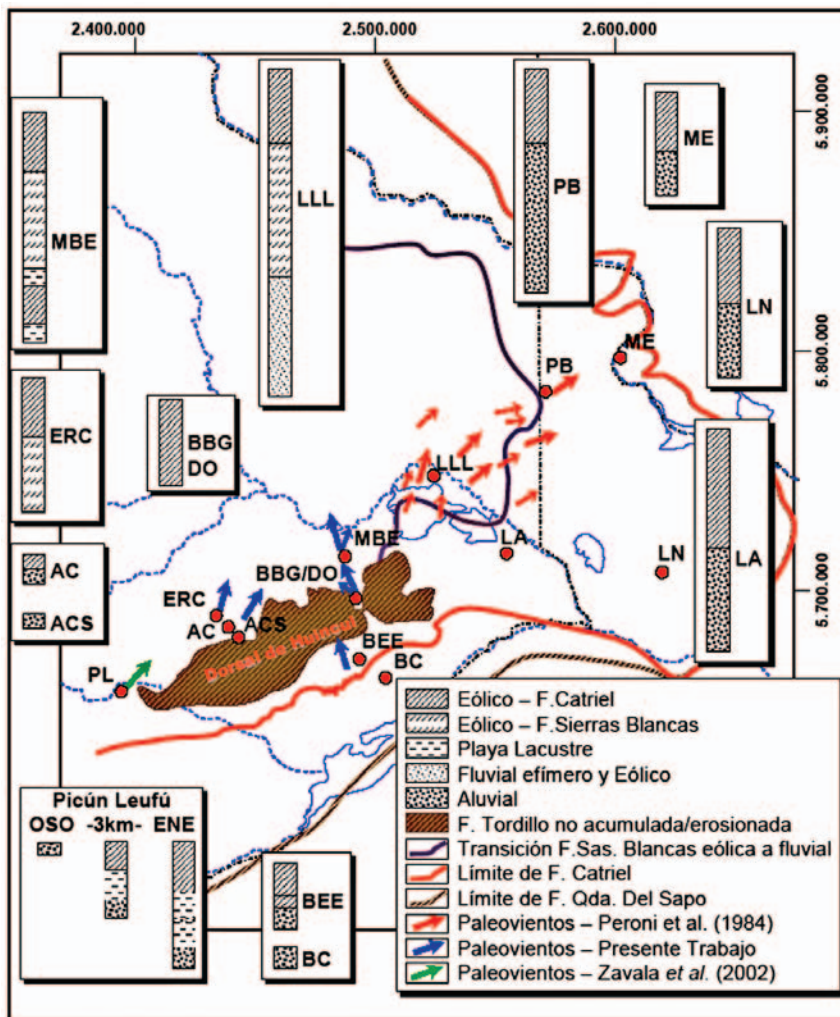 2.400.000 2.500.000 2.600.000
5.900.000
5.800.000
5.700.000
MBE
LLL
PB
ME
LN
ERC
BBG
DO
AC
ACS
LA
PB
ME
LLL
MBE
LA
LN
BBG/DO
ERC
AC
ACS
Dorsal de Huincul
BEE
BC
PL
Picún Leufú
OSO -3km- ENE
BEE
BC
Eólico – F.Catriel
Eólico – F.Sierras Blancas
Playa Lacustre
Fluvial efímero y Eólico
Aluvial
F. Tordillo no acumulada/erosionada
Transición F.Sas. Blancas eólica a fluvial
Límite de F. Catriel
Límite de F. Qda. Del Sapo
Paleovientos – Peroni et al. (1984)
Paleovientos – Presente Trabajo
Paleovientos – Zavala et al. (2002)